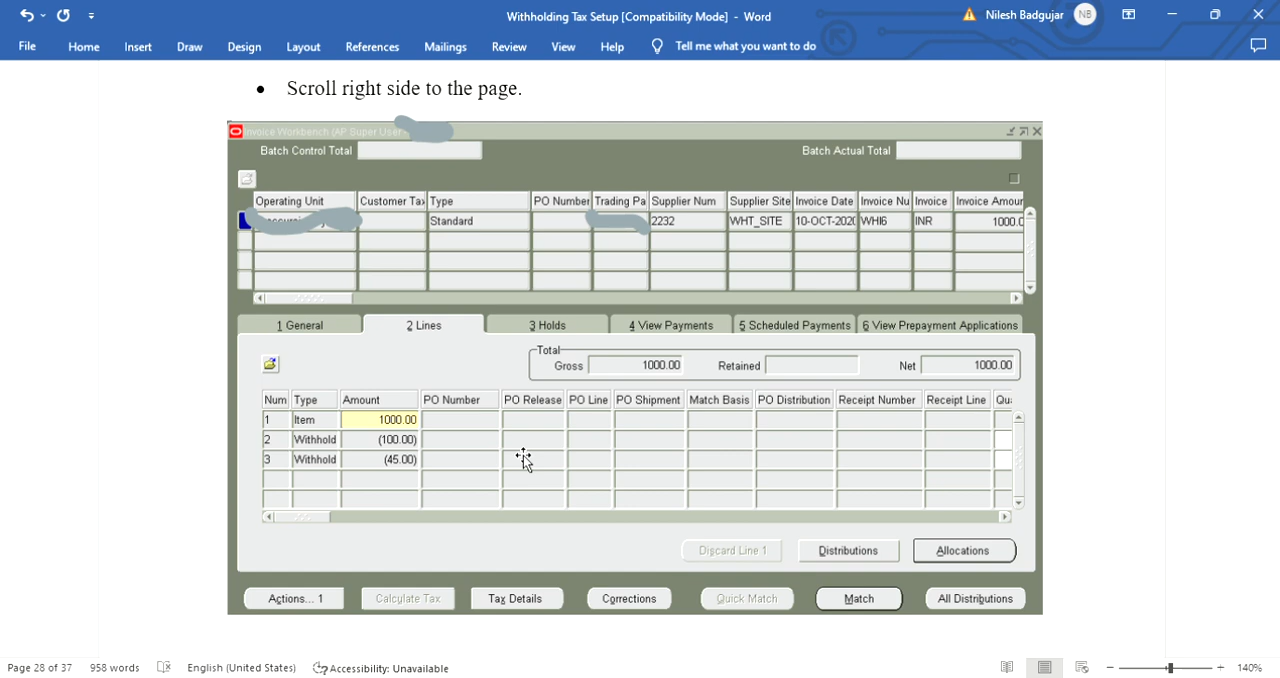 Withholding Tax Setup [Compatibility Mode] - Word
Nilesh Badgujar NB
File Home Insert Draw Design Layout References Mailings Review View Help Tell me what you want to do
• Scroll right side to the page.
Invoice Workbench (AP Super User -
Batch Control Total Batch Actual Total
Operating Unit Customer Tax Type PO Number Trading Pa Supplier Num Supplier Site Invoice Date Invoice Nu Invoice Invoice Amour
Standard 2232 WHT_SITE 10-OCT-2020 WHI6 INR 1000.0
1 General 2 Lines 3 Holds 4 View Payments 5 Scheduled Payments 6 View Prepayment Applications
Total
Gross 1000.00 Retained Net 1000.00
Num Type Amount PO Number PO Release PO Line PO Shipment Match Basis PO Distribution Receipt Number Receipt Line Qu
1 Item 1000.00
2 Withhold (100.00)
3 Withhold (45.00)
Discard Line 1 Distributions Allocations
Actions... 1 Calculate Tax Tax Details Corrections Quick Match Match All Distributions
Page 28 of 37 958 words English (United States) Accessibility: Unavailable 140%